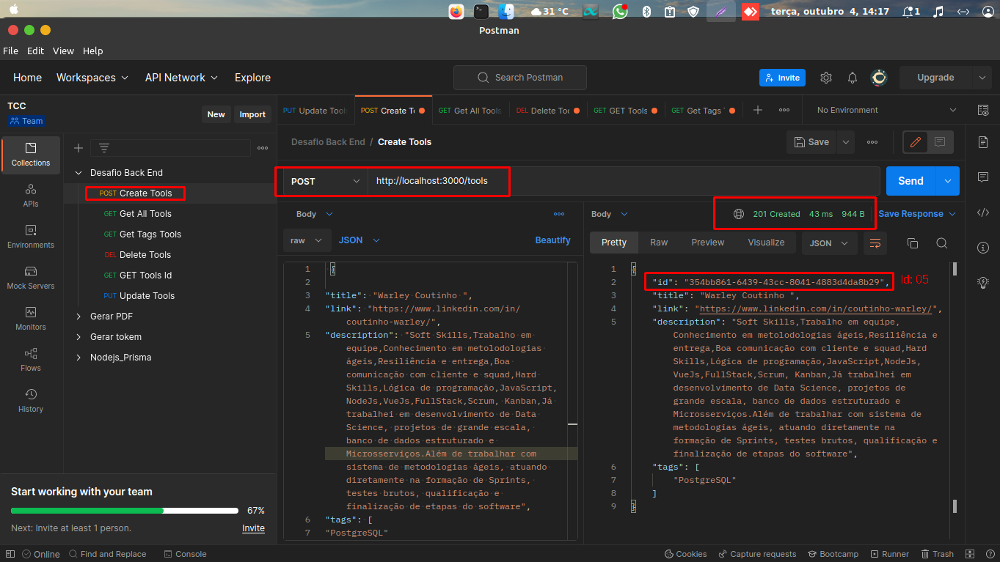 31 °C
terça, outubro 4, 14:17
1
Postman
File Edit View Help
Home Workspaces API Network Explore
Search Postman
Invite
Upgrade
TCC
Team
New Import
PUT Update Tools
POST Create T
GET Get All Tools
DEL Delete Too
GET GET Tools
GET Get Tags T
No Environment
Collections
APIs
Environments
Mock Servers
Monitors
Flows
History
Desafio Back End
POST Create Tools
GET Get All Tools
GET Get Tags Tools
DEL Delete Tools
GET GET Tools Id
PUT Update Tools
Gerar PDF
Gerar tokem
Nodejs_Prisma
Start working with your team
67%
Next: Invite at least 1 person. Invite
Desafio Back End / Create Tools
Save
POST http://localhost:3000/tools
Send
Body
raw JSON Beautify
1 {
2
3 "title": "Warley Coutinho ",
4 "link": "https://www.linkedin.com/in/
coutinho-warley/",
5 "description": "Soft Skills,Trabalho em
equipe,Conhecimento em metolodologias
ágeis,Resiliência e entrega,Boa
comunicação com cliente e squad,Hard
Skills,Lógica de programação,JavaScript,
NodeJs,VueJs,FullStack,Scrum, Kanban,Já
trabalhei em desenvolvimento de Data
Science, projetos de grande escala,
banco de dados estruturado e
Microsserviços.Além de trabalhar com
sistema de metodologias ágeis, atuando
diretamente na formação de Sprints,
testes brutos, qualificação e
finalização de etapas do software",
6 "tags": [
7 "PostgreSQL"
Body
201 Created 43 ms 944 B
Save Response
Pretty Raw Preview Visualize JSON
1 {
2 "id": "354bb861-6439-43cc-8041-4883d4da8b29",
Id: 05
3 "title": "Warley Coutinho ",
4 "link": "https://www.linkedin.com/in/coutinho-warley/",
5 "description": "Soft Skills,Trabalho em equipe,
Conhecimento em metolodologias ágeis,Resiliência e
entrega,Boa comunicação com cliente e squad,Hard
Skills,Lógica de programação,JavaScript,NodeJs,
VueJs,FullStack,Scrum, Kanban,Já trabalhei em
desenvolvimento de Data Science, projetos de
grande escala, banco de dados estruturado e
Microsserviços.Além de trabalhar com sistema de
metodologias ágeis, atuando diretamente na
formação de Sprints, testes brutos, qualificação e
finalização de etapas do software",
6 "tags": [
7 "PostgreSQL"
8 ]
9 }
Online Find and Replace Console
Cookies Capture requests Bootcamp Runner Trash